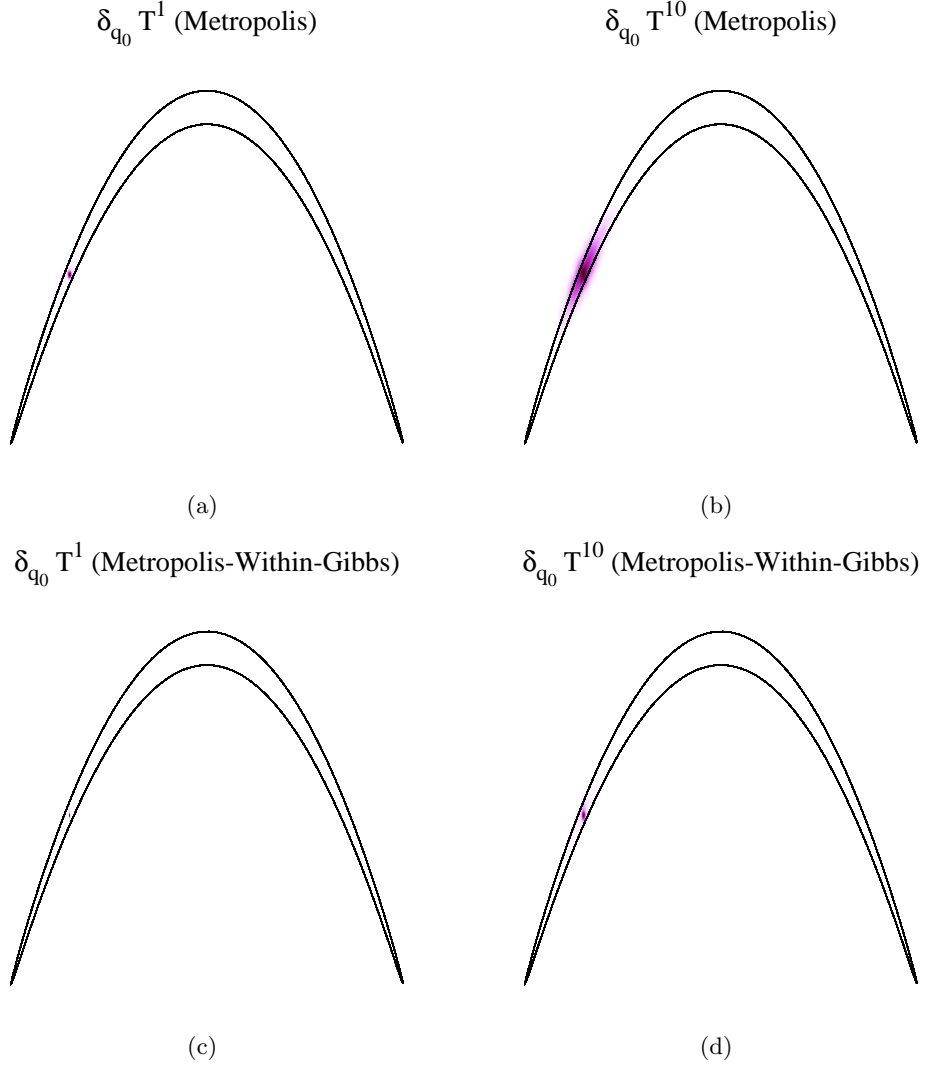 δq₀ T¹ (Metropolis)
δq₀ T¹⁰ (Metropolis)
(a)
(b)
δq₀ T¹ (Metropolis-Within-Gibbs)
δq₀ T¹⁰ (Metropolis-Within-Gibbs)
(c)
(d)